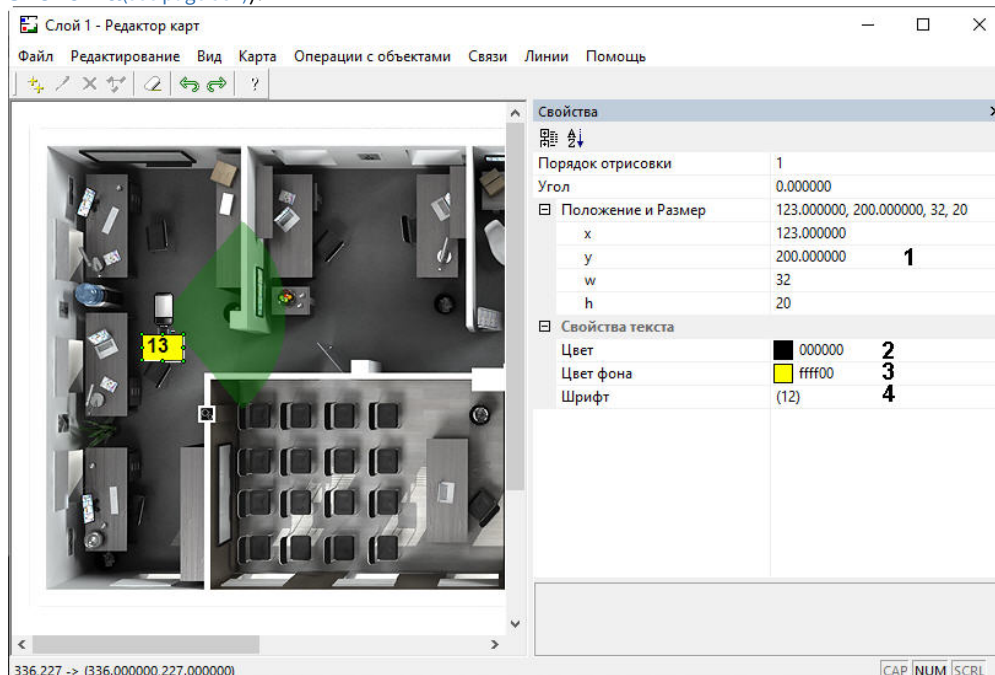 Слой 1 - Редактор карт
Файл Редактирование Вид Карта Операции с объектами Связи Линии Помощь
?
Свойства
Порядок отрисовки 1
Угол 0.000000
Положение и Размер 123.000000, 200.000000, 32, 20
x 123.000000
y 200.000000 1
w 32
h 20
Свойства текста
Цвет 000000 2
Цвет фона ffff00 3
Шрифт (12) 4
13
336,227 -> (336.000000,227.000000)
CAP NUM SCRL